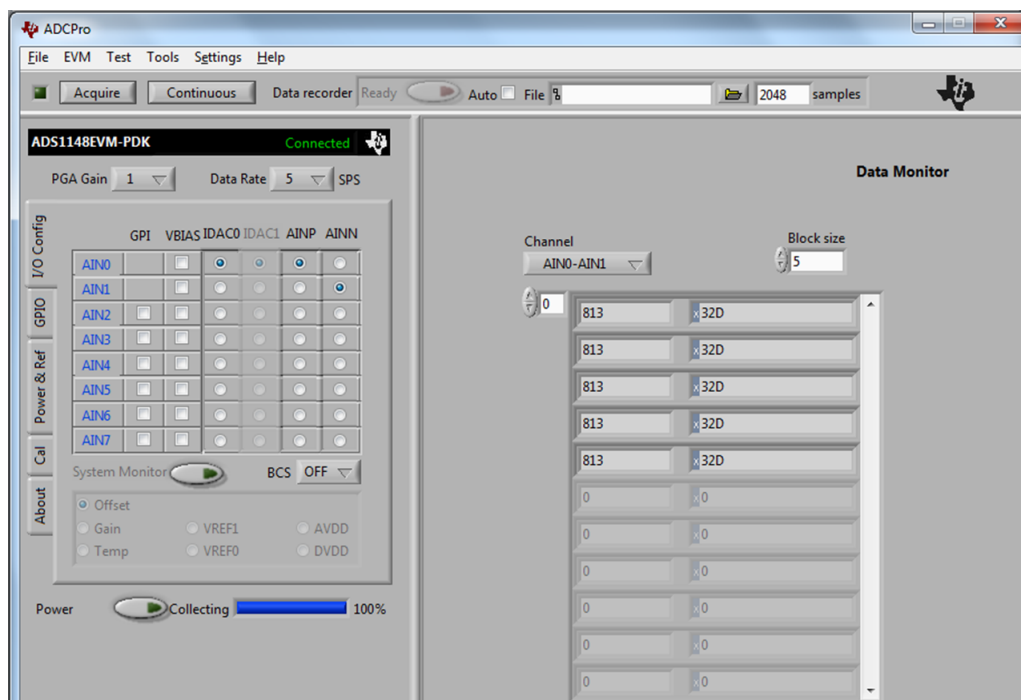 ADCPro
File EVM Test Tools Settings Help
Acquire Continuous Data recorder Ready Auto File 2048 samples
ADS1148EVM-PDK Connected
PGA Gain 1 Data Rate 5 SPS
Data Monitor
I/O Config
GPIO
Power & Ref
Cal
About
GPI VBIAS IDAC0 IDAC1 AINP AINN
AIN0
AIN1
AIN2
AIN3
AIN4
AIN5
AIN6
AIN7
System Monitor BCS OFF
Offset
Gain VREF1 AVDD
Temp VREF0 DVDD
Power Collecting 100%
Channel Block size
AIN0-AIN1 5
0
813 x32D
813 x32D
813 x32D
813 x32D
813 x32D
0 x0
0 x0
0 x0
0 x0
0 x0
0 x0